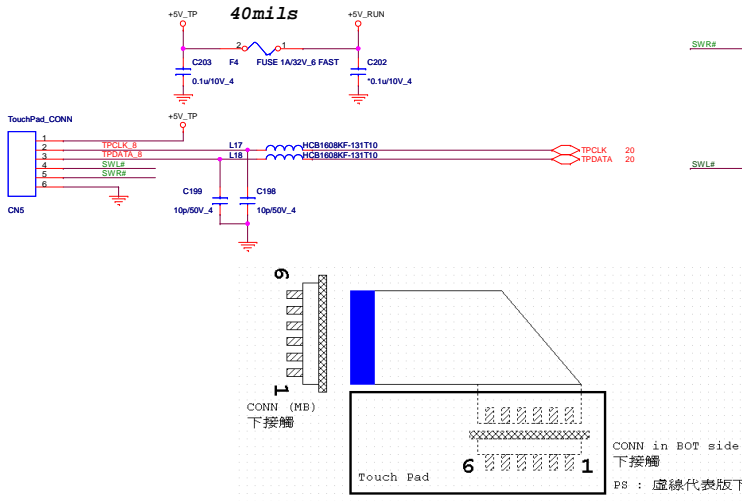 40mils
+5V_TP
+5V_RUN
2
1
C203
F4
FUSE 1A/32V_6 FAST
C202
0.1u/10V_4
*0.1u/10V_4
SWR#
TouchPad_CONN
+5V_TP
1
2 TPCLK_8 L17 HCB1608KF-131T10 TPCLK 20
3 TPDATA_8 L18 HCB1608KF-131T10 TPDATA 20
4 SWL#
5 SWR#
6
SWL#
CN5
C199
C198
10p/50V_4
10p/50V_4
6
1
CONN (MB)
下接觸
6
1
Touch Pad
CONN in BOT side
下接觸
PS : 虛線代表版下